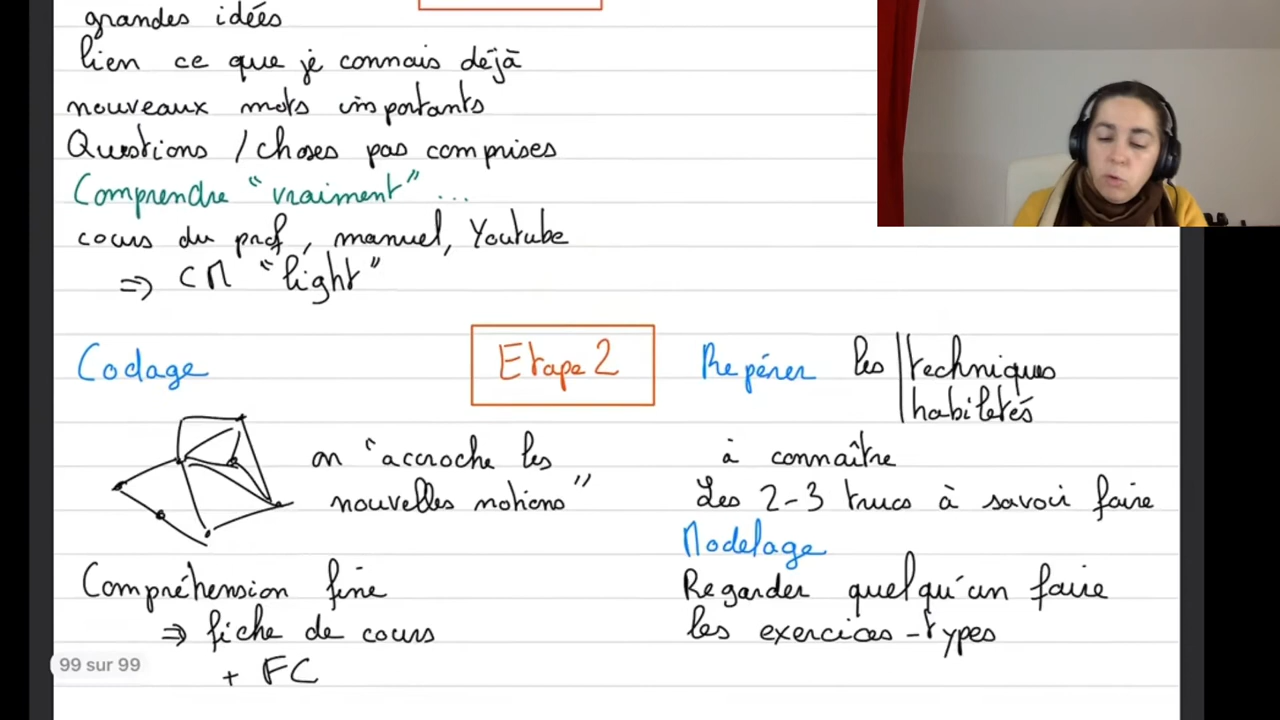 grandes idées
lien ce que je connais déjà
nouveaux mots importants
Questions / choses pas comprises
Comprendre "vraiment" ...
cours du prof, manuel, Youtube
⇒ CM "light"
Etape 2
Codage
on "accroche les
nouvelles notions"
Compréhension fine
⇒ fiche de cours
+ FC
Repérer les techniques
habiletés
à connaître
Les 2-3 trucs à savoir faire
Modelage
Regarder quelqu'un faire
les exercices-types
99 sur 99